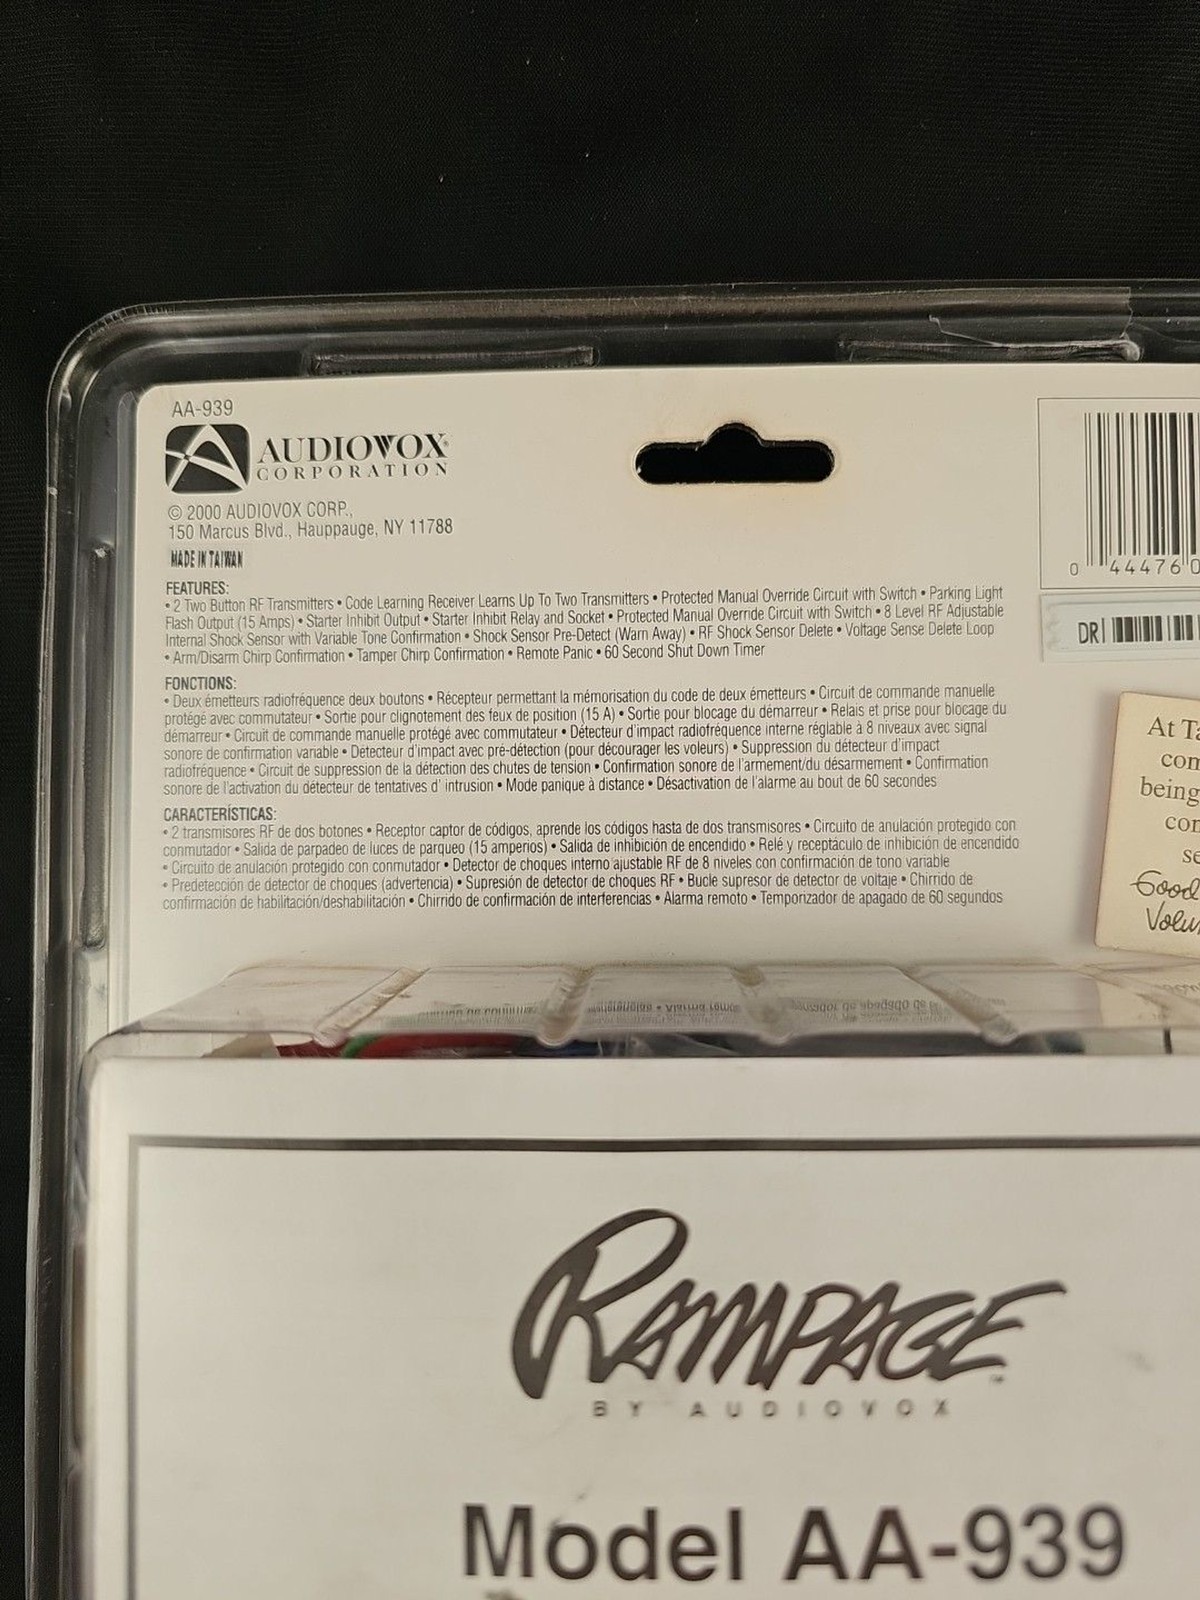 AA-939
AUDIOVOX®
CORPORATION
© 2000 AUDIOVOX CORP.,
150 Marcus Blvd., Hauppauge, NY 11788
MADE IN TAIWAN
FEATURES:
• 2 Two Button RF Transmitters • Code Learning Receiver Learns Up To Two Transmitters • Protected Manual Override Circuit with Switch • Parking Light
Flash Output (15 Amps) • Starter Inhibit Output • Starter Inhibit Relay and Socket • Protected Manual Override Circuit with Switch • 8 Level RF Adjustable
Internal Shock Sensor with Variable Tone Confirmation • Shock Sensor Pre-Detect (Warn Away) • RF Shock Sensor Delete • Voltage Sense Delete Loop
• Arm/Disarm Chirp Confirmation • Tamper Chirp Confirmation • Remote Panic • 60 Second Shut Down Timer
FONCTIONS:
• Deux émetteurs radiofréquence deux boutons • Récepteur permettant la mémorisation du code de deux émetteurs • Circuit de commande manuelle
protégé avec commutateur • Sortie pour clignotement des feux de position (15 A) • Sortie pour blocage du démarreur • Relais et prise pour blocage du
démarreur • Circuit de commande manuelle protégé avec commutateur • Détecteur d'impact radiofréquence interne réglable à 8 niveaux avec signal
sonore de confirmation variable • Détecteur d'impact avec pré-détection (pour décourager les voleurs) • Suppression du détecteur d'impact
radiofréquence • Circuit de suppression de la détection des chutes de tension • Confirmation sonore de l'armement/du désarmement • Confirmation
sonore de l'activation du détecteur de tentatives d' intrusion • Mode panique à distance • Désactivation de l'alarme au bout de 60 secondes
CARACTERÍSTICAS:
• 2 transmisores RF de dos botones • Receptor captor de códigos, aprende los códigos hasta de dos transmisores • Circuito de anulación protegido con
conmutador • Salida de parpadeo de luces de parqueo (15 amperios) • Salida de inhibición de encendido • Relé y receptáculo de inhibición de encendido
• Circuito de anulación protegido con conmutador • Detector de choques interno ajustable RF de 8 niveles con confirmación de tono variable
• Predetección de detector de choques (advertencia) • Supresión de detector de choques RF • Bucle supresor de detector de voltaje • Chirrido de
confirmación de habilitación/deshabilitación • Chirrido de confirmación de interferencias • Alarma remoto • Temporizador de apagado de 60 segundos
0 44476 0
DRI
At Ta
com
being
con
se
Good
Volu
RAMPAGE™
BY AUDIOVOX
Model AA-939